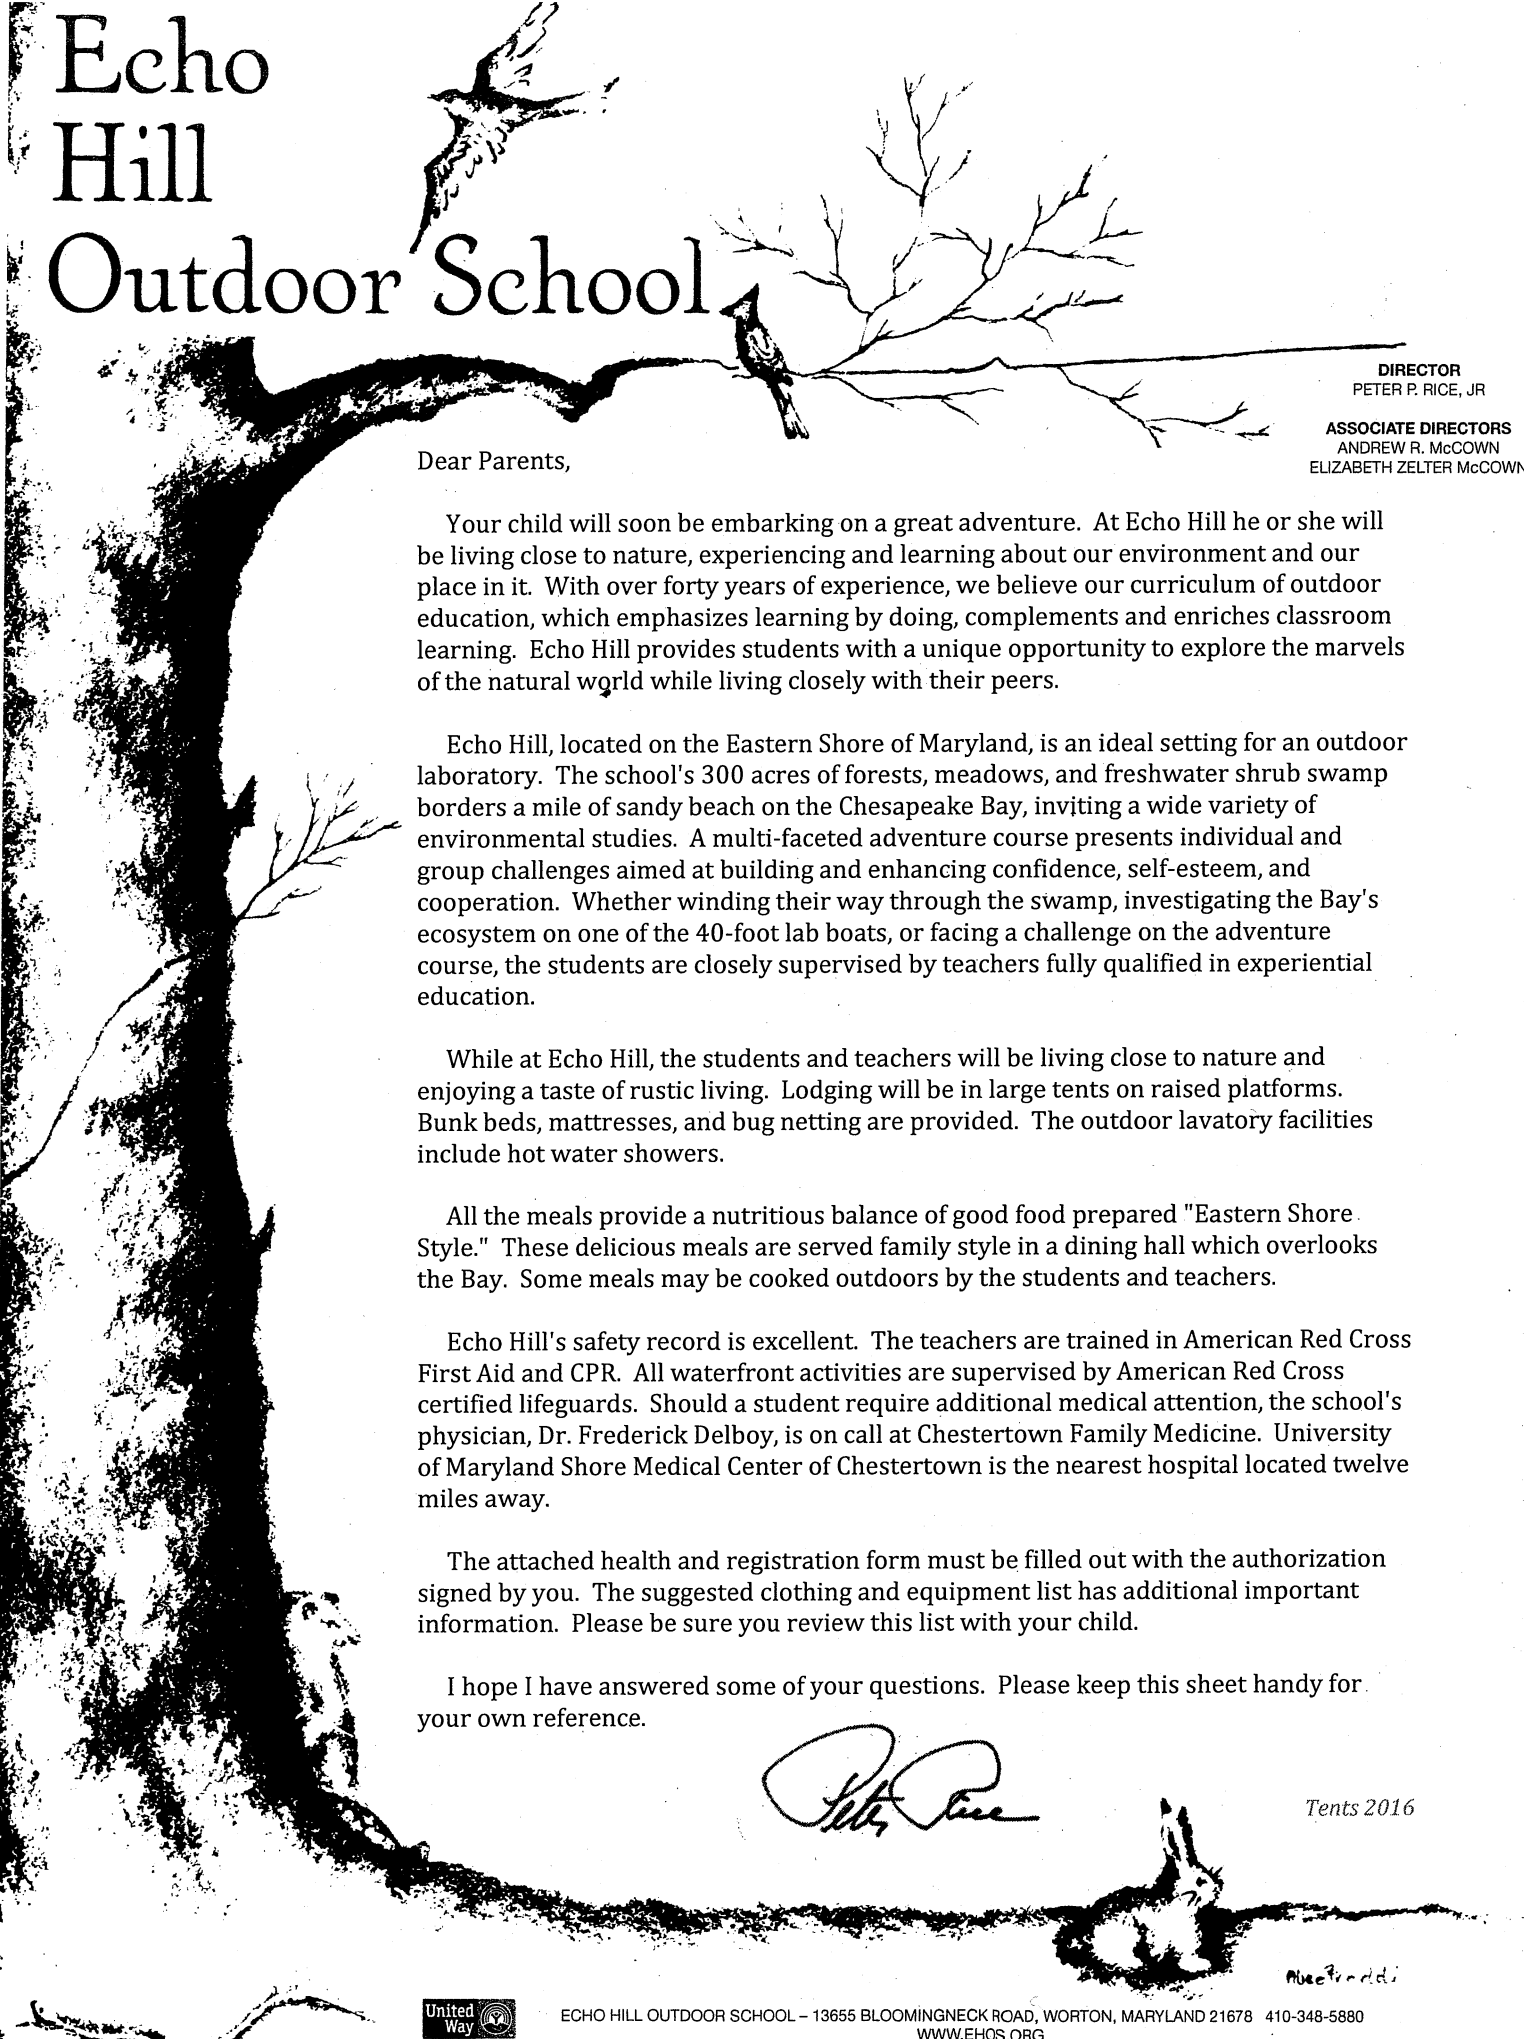 Echo
Hill
Outdoor School
DIRECTOR
PETER P. RICE, JR
ASSOCIATE DIRECTORS
ANDREW R. McCOWN
ELIZABETH ZELTER McCOWN
Dear Parents,
Your child will soon be embarking on a great adventure. At Echo Hill he or she will
be living close to nature, experiencing and learning about our environment and our
place in it. With over forty years of experience, we believe our curriculum of outdoor
education, which emphasizes learning by doing, complements and enriches classroom
learning. Echo Hill provides students with a unique opportunity to explore the marvels
of the natural world while living closely with their peers.
Echo Hill, located on the Eastern Shore of Maryland, is an ideal setting for an outdoor
laboratory. The school's 300 acres of forests, meadows, and freshwater shrub swamp
borders a mile of sandy beach on the Chesapeake Bay, inviting a wide variety of
environmental studies. A multi-faceted adventure course presents individual and
group challenges aimed at building and enhancing confidence, self-esteem, and
cooperation. Whether winding their way through the swamp, investigating the Bay's
ecosystem on one of the 40-foot lab boats, or facing a challenge on the adventure
course, the students are closely supervised by teachers fully qualified in experiential
education.
While at Echo Hill, the students and teachers will be living close to nature and
enjoying a taste of rustic living. Lodging will be in large tents on raised platforms.
Bunk beds, mattresses, and bug netting are provided. The outdoor lavatory facilities
include hot water showers.
All the meals provide a nutritious balance of good food prepared "Eastern Shore
Style." These delicious meals are served family style in a dining hall which overlooks
the Bay. Some meals may be cooked outdoors by the students and teachers.
Echo Hill's safety record is excellent. The teachers are trained in American Red Cross
First Aid and CPR. All waterfront activities are supervised by American Red Cross
certified lifeguards. Should a student require additional medical attention, the school's
physician, Dr. Frederick Delboy, is on call at Chestertown Family Medicine. University
of Maryland Shore Medical Center of Chestertown is the nearest hospital located twelve
miles away.
The attached health and registration form must be filled out with the authorization
signed by you. The suggested clothing and equipment list has additional important
information. Please be sure you review this list with your child.
I hope I have answered some of your questions. Please keep this sheet handy for
your own reference.
Peter Rice
Tents 2016
United
Way
ECHO HILL OUTDOOR SCHOOL – 13655 BLOOMINGNECK ROAD, WORTON, MARYLAND 21678 410-348-5880
WWW.EHOS.ORG